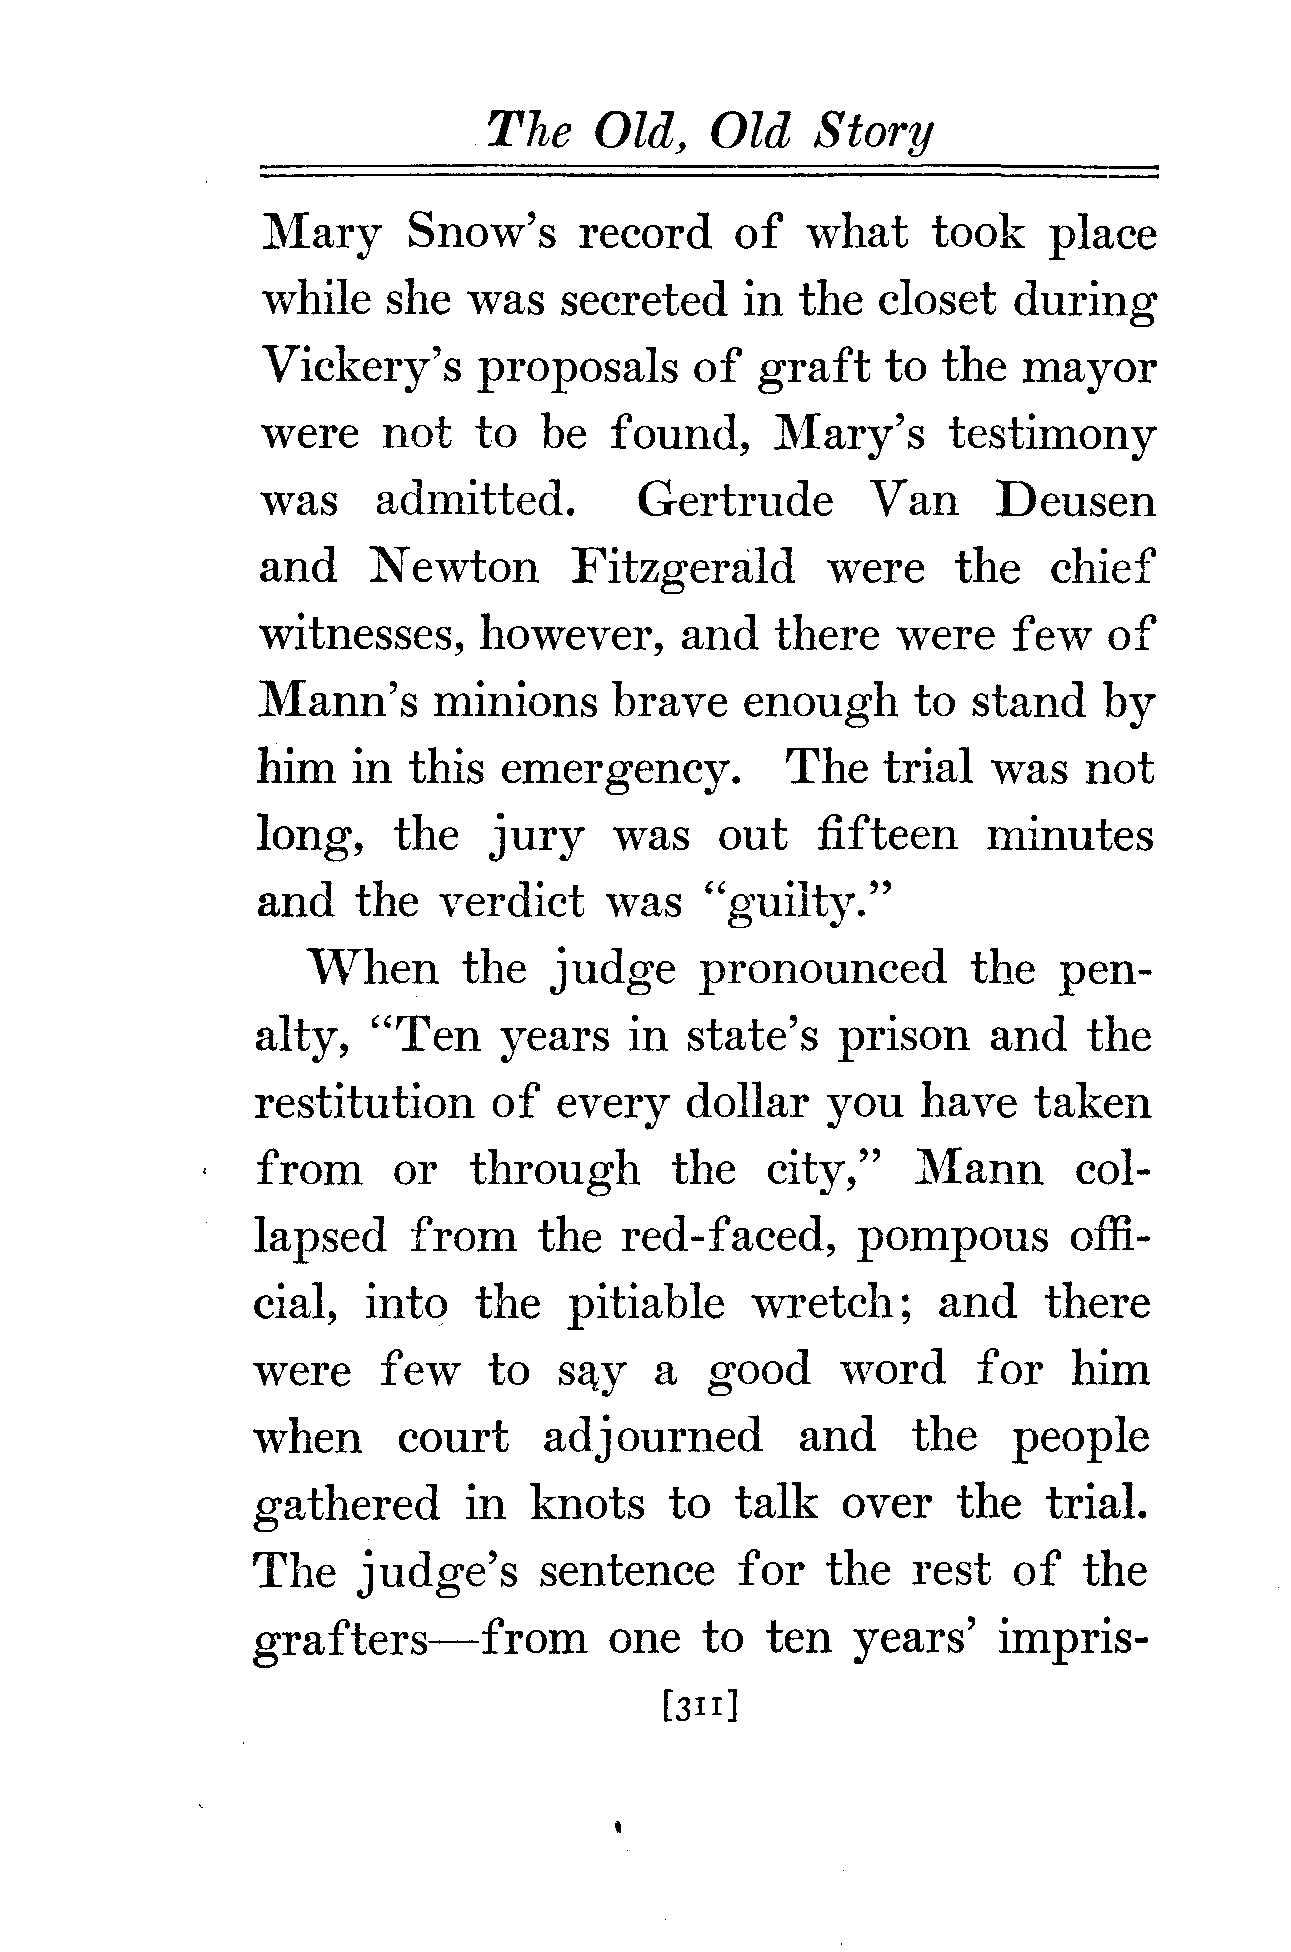 The Old, Old Story
Mary Snow's record of what took place
while she was secreted in the closet during
Vickery's proposals of graft to the mayor
were not to be found, Mary's testimony
was admitted. Gertrude Van Deusen
and Newton Fitzgerald were the chief
witnesses, however, and there were few of
Mann's minions brave enough to stand by
him in this emergency. The trial was not
long, the jury was out fifteen minutes
and the verdict was "guilty."
When the judge pronounced the pen-
alty, "Ten years in state's prison and the
restitution of every dollar you have taken
from or through the city," Mann col-
lapsed from the red-faced, pompous offi-
cial, into the pitiable wretch; and there
were few to say a good word for him
when court adjourned and the people
gathered in knots to talk over the trial.
The judge's sentence for the rest of the
grafters—from one to ten years' impris-
[311]